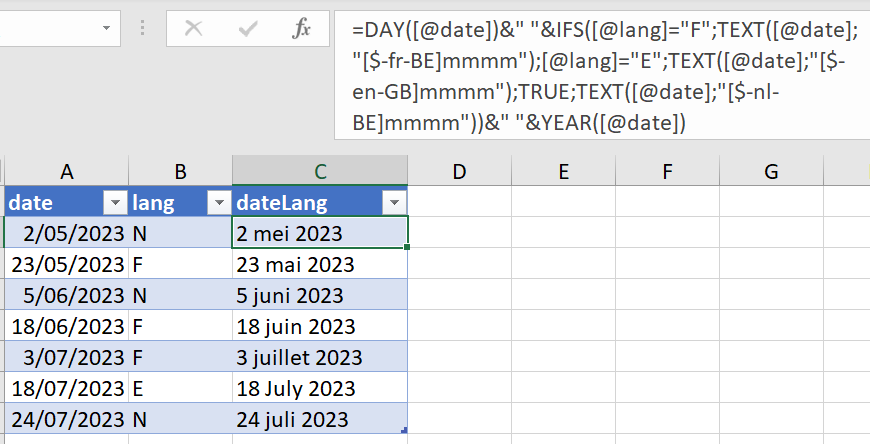 fx
=DAY([@date])&" "&IFS([@lang]="F";TEXT([@date];
"[$-fr-BE]mmmm");[@lang]="E";TEXT([@date];"[$-
en-GB]mmmm");TRUE;TEXT([@date];"[$-nl-
BE]mmmm"))&" "&YEAR([@date])
A B C D E F G
date lang dateLang
2/05/2023 N 2 mei 2023
23/05/2023 F 23 mai 2023
5/06/2023 N 5 juni 2023
18/06/2023 F 18 juin 2023
3/07/2023 F 3 juillet 2023
18/07/2023 E 18 July 2023
24/07/2023 N 24 juli 2023